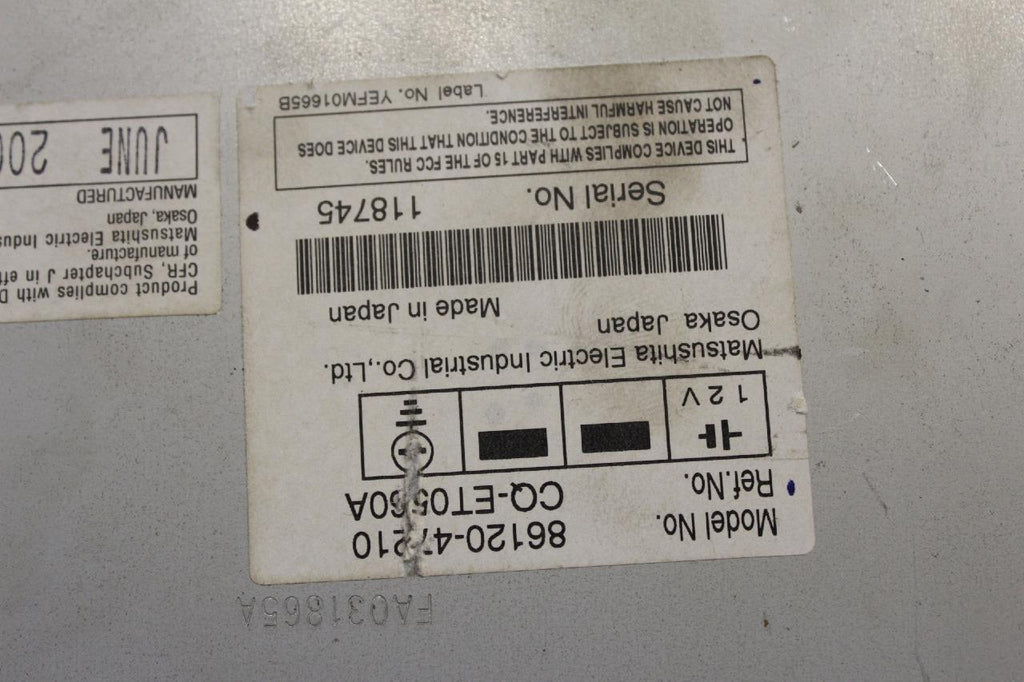 FA031865A
Model No. 86120-47210
Ref.No. CQ-ET0560A
12V
Matsushita Electric Industrial Co.,Ltd.
Osaka Japan
Made in Japan
Serial No. 118745
THIS DEVICE COMPLIES WITH PART 15 OF THE FCC RULES.
OPERATION IS SUBJECT TO THE CONDITION THAT THIS DEVICE DOES
NOT CAUSE HARMFUL INTERFERENCE.
Label No. YEFM01665B
Product complies with
CFR, Subchapter J in
of manufacture.
Matsushita Electric
Osaka, Japan
MANUFACTURED
JUNE